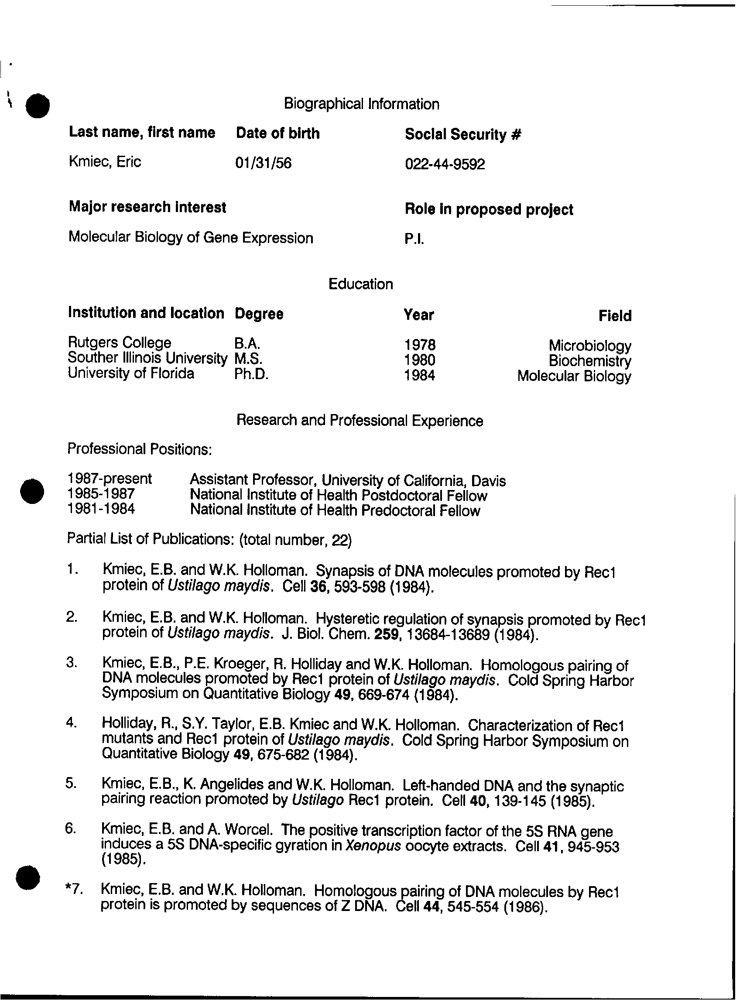 Biographical Information
Last name, first name Date of birth Social Security #
Kmiec, Eric 01/31/56 022-44-9592
Major research interest Role in proposed project
Molecular Biology of Gene Expression P.I.
Education
Institution and location Degree Year Field
Rutgers College B.A. 1978 Microbiology
Souther Illinois University M.S. 1980 Biochemistry
University of Florida Ph.D. 1984 Molecular Biology
Research and Professional Experience
Professional Positions:
1987-present Assistant Professor, University of California, Davis
1985-1987 National Institute of Health Postdoctoral Fellow
1981-1984 National Institute of Health Predoctoral Fellow
Partial List of Publications: (total number, 22)
1. Kmiec, E.B. and W.K. Holloman. Synapsis of DNA molecules promoted by Rec1
protein of Ustilago maydis. Cell 36, 593-598 (1984).
2. Kmiec, E.B. and W.K. Holloman. Hysteretic regulation of synapsis promoted by Rec1
protein of Ustilago maydis. J. Biol. Chem. 259, 13684-13689 (1984).
3. Kmiec, E.B., P.E. Kroeger, R. Holliday and W.K. Holloman. Homologous pairing of
DNA molecules promoted by Rec1 protein of Ustilago maydis. Cold Spring Harbor
Symposium on Quantitative Biology 49, 669-674 (1984).
4. Holliday, R., S.Y. Taylor, E.B. Kmiec and W.K. Holloman. Characterization of Rec1
mutants and Rec1 protein of Ustilago maydis. Cold Spring Harbor Symposium on
Quantitative Biology 49, 675-682 (1984).
5. Kmiec, E.B., K. Angelides and W.K. Holloman. Left-handed DNA and the synaptic
pairing reaction promoted by Ustilago Rec1 protein. Cell 40, 139-145 (1985).
6. Kmiec, E.B. and A. Worcel. The positive transcription factor of the 5S RNA gene
induces a 5S DNA-specific gyration in Xenopus oocyte extracts. Cell 41, 945-953
(1985).
*7. Kmiec, E.B. and W.K. Holloman. Homologous pairing of DNA molecules by Rec1
protein is promoted by sequences of Z DNA. Cell 44, 545-554 (1986).